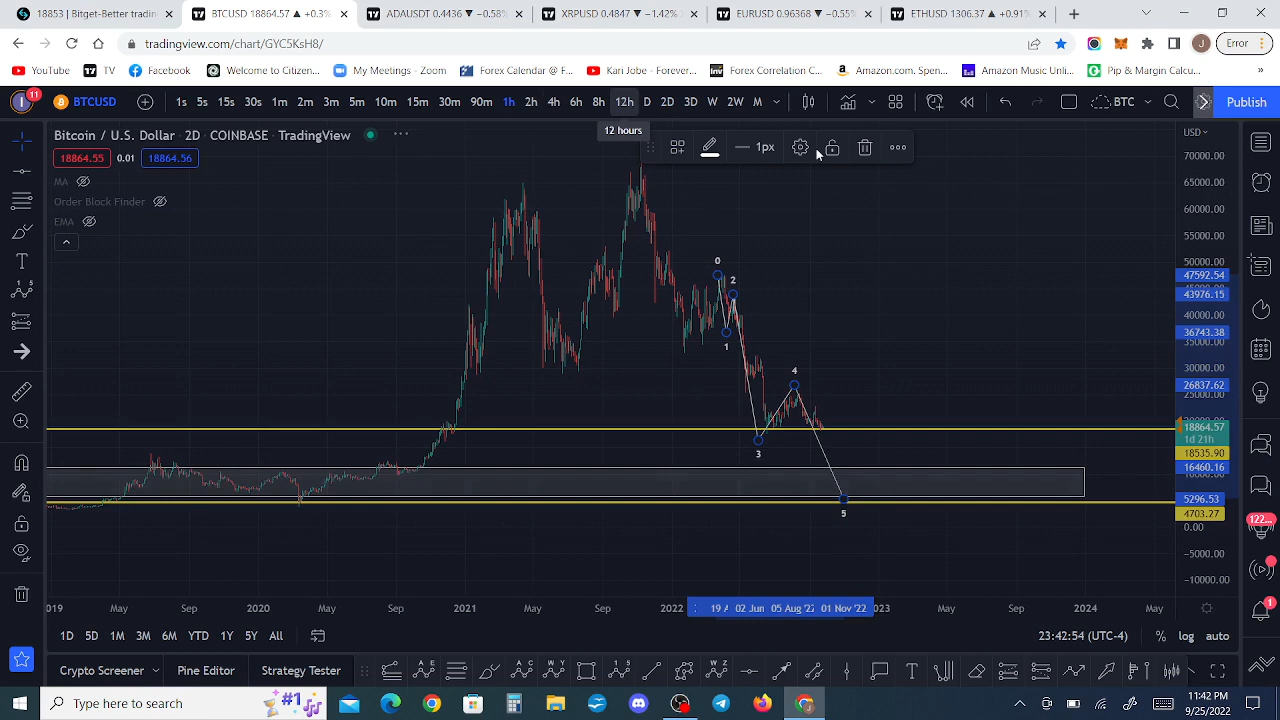 18853 | Bitget-Better trading
BTCUSD 18864.57 ▲ +0.3%
ADAUSDT 0.4436 ▼ −0.58%
XRPUSD 0.4847 ▼ −1.42%
EURUSD 0.96339 ▼ −0.55%
ETHUSD 1306.37 ▲ +0.91%
tradingview.com/chart/GYC5KsH8/
J
Error
YouTube
TV
Facebook
Welcome, Citizen...
My Meetings - Zoom
Forex Calendar @ F...
Kari Jobe - Forever...
Forex Correlation C...
Amazon.com Spend...
Amazon Music Unli...
Pip & Margin Calcu...
»
I
11
BTCUSD
1s 5s 15s 30s 1m 2m 3m 5m 10m 15m 30m 90m 1h 2h 4h 6h 8h 12h D 2D 3D W 2W M
BTC
Publish
12 hours
Bitcoin / U.S. Dollar · 2D · COINBASE · TradingView
1px
USD
18864.55
0.01
18864.56
MA
Order Block Finder
EMA
70000.00
65000.00
60000.00
55000.00
50000.00
47592.54
43976.15
40000.00
36743.38
35000.00
30000.00
26837.62
25000.00
18864.57
1d 21h
18535.90
16460.16
5296.53
4703.27
0.00
−5000.00
−10000.00
0
2
1
4
3
5
122...
1
2019 May Sep 2020 May Sep 2021 May Sep 2022 02 Jun 05 Aug '22 01 Nov '22 2023 May Sep 2024 May
1D 5D 1M 3M 6M YTD 1Y 5Y All
23:42:54 (UTC-4)
% log auto
Crypto Screener
Pine Editor
Strategy Tester
Type here to search
#1
11:42 PM
9/25/2022